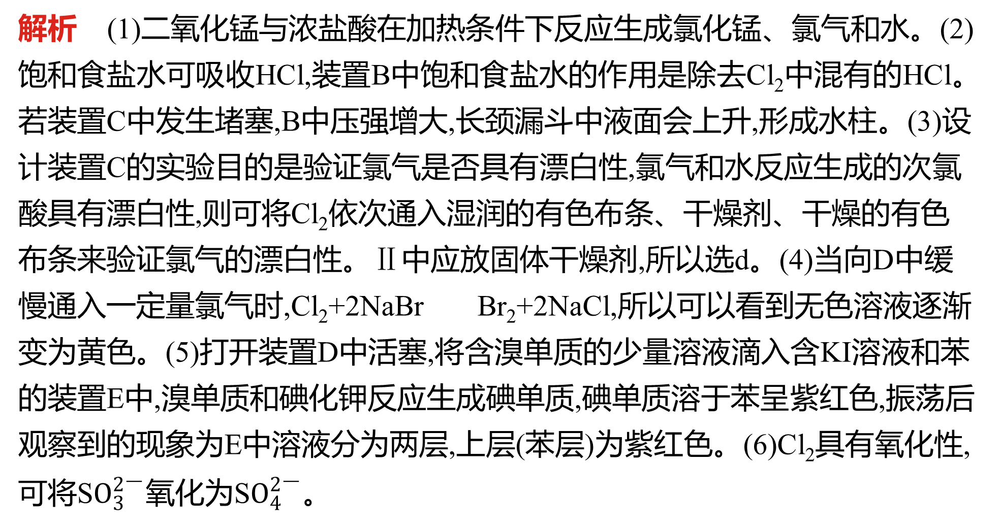 解析　(1)二氧化锰与浓盐酸在加热条件下反应生成氯化锰、氯气和水。(2)
饱和食盐水可吸收HCl,装置B中饱和食盐水的作用是除去Cl₂中混有的HCl。
若装置C中发生堵塞,B中压强增大,长颈漏斗中液面会上升,形成水柱。(3)设
计装置C的实验目的是验证氯气是否具有漂白性,氯气和水反应生成的次氯
酸具有漂白性,则可将Cl₂依次通入湿润的有色布条、干燥剂、干燥的有色
布条来验证氯气的漂白性。Ⅱ中应放固体干燥剂,所以选d。(4)当向D中缓
慢通入一定量氯气时,Cl₂+2NaBr　　Br₂+2NaCl,所以可以看到无色溶液逐渐
变为黄色。(5)打开装置D中活塞,将含溴单质的少量溶液滴入含KI溶液和苯
的装置E中,溴单质和碘化钾反应生成碘单质,碘单质溶于苯呈紫红色,振荡后
观察到的现象为E中溶液分为两层,上层(苯层)为紫红色。(6)Cl₂具有氧化性,
可将SO₃²⁻氧化为SO₄²⁻。